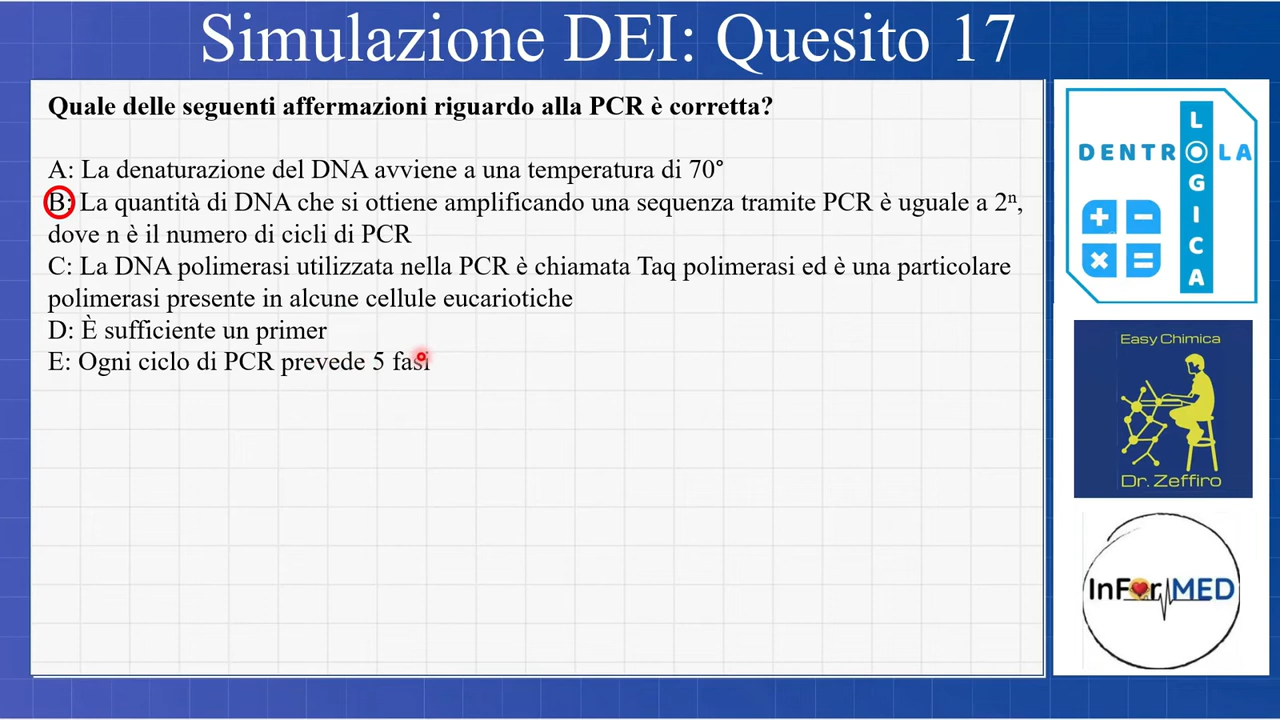 Simulazione DEI: Quesito 17
Quale delle seguenti affermazioni riguardo alla PCR è corretta?
A: La denaturazione del DNA avviene a una temperatura di 70°
B: La quantità di DNA che si ottiene amplificando una sequenza tramite PCR è uguale a 2ⁿ,
dove n è il numero di cicli di PCR
C: La DNA polimerasi utilizzata nella PCR è chiamata Taq polimerasi ed è una particolare
polimerasi presente in alcune cellule eucariotiche
D: È sufficiente un primer
E: Ogni ciclo di PCR prevede 5 fasi
DENTRO LA
LOGICA
Easy Chimica
Dr. Zeffiro
InForMED